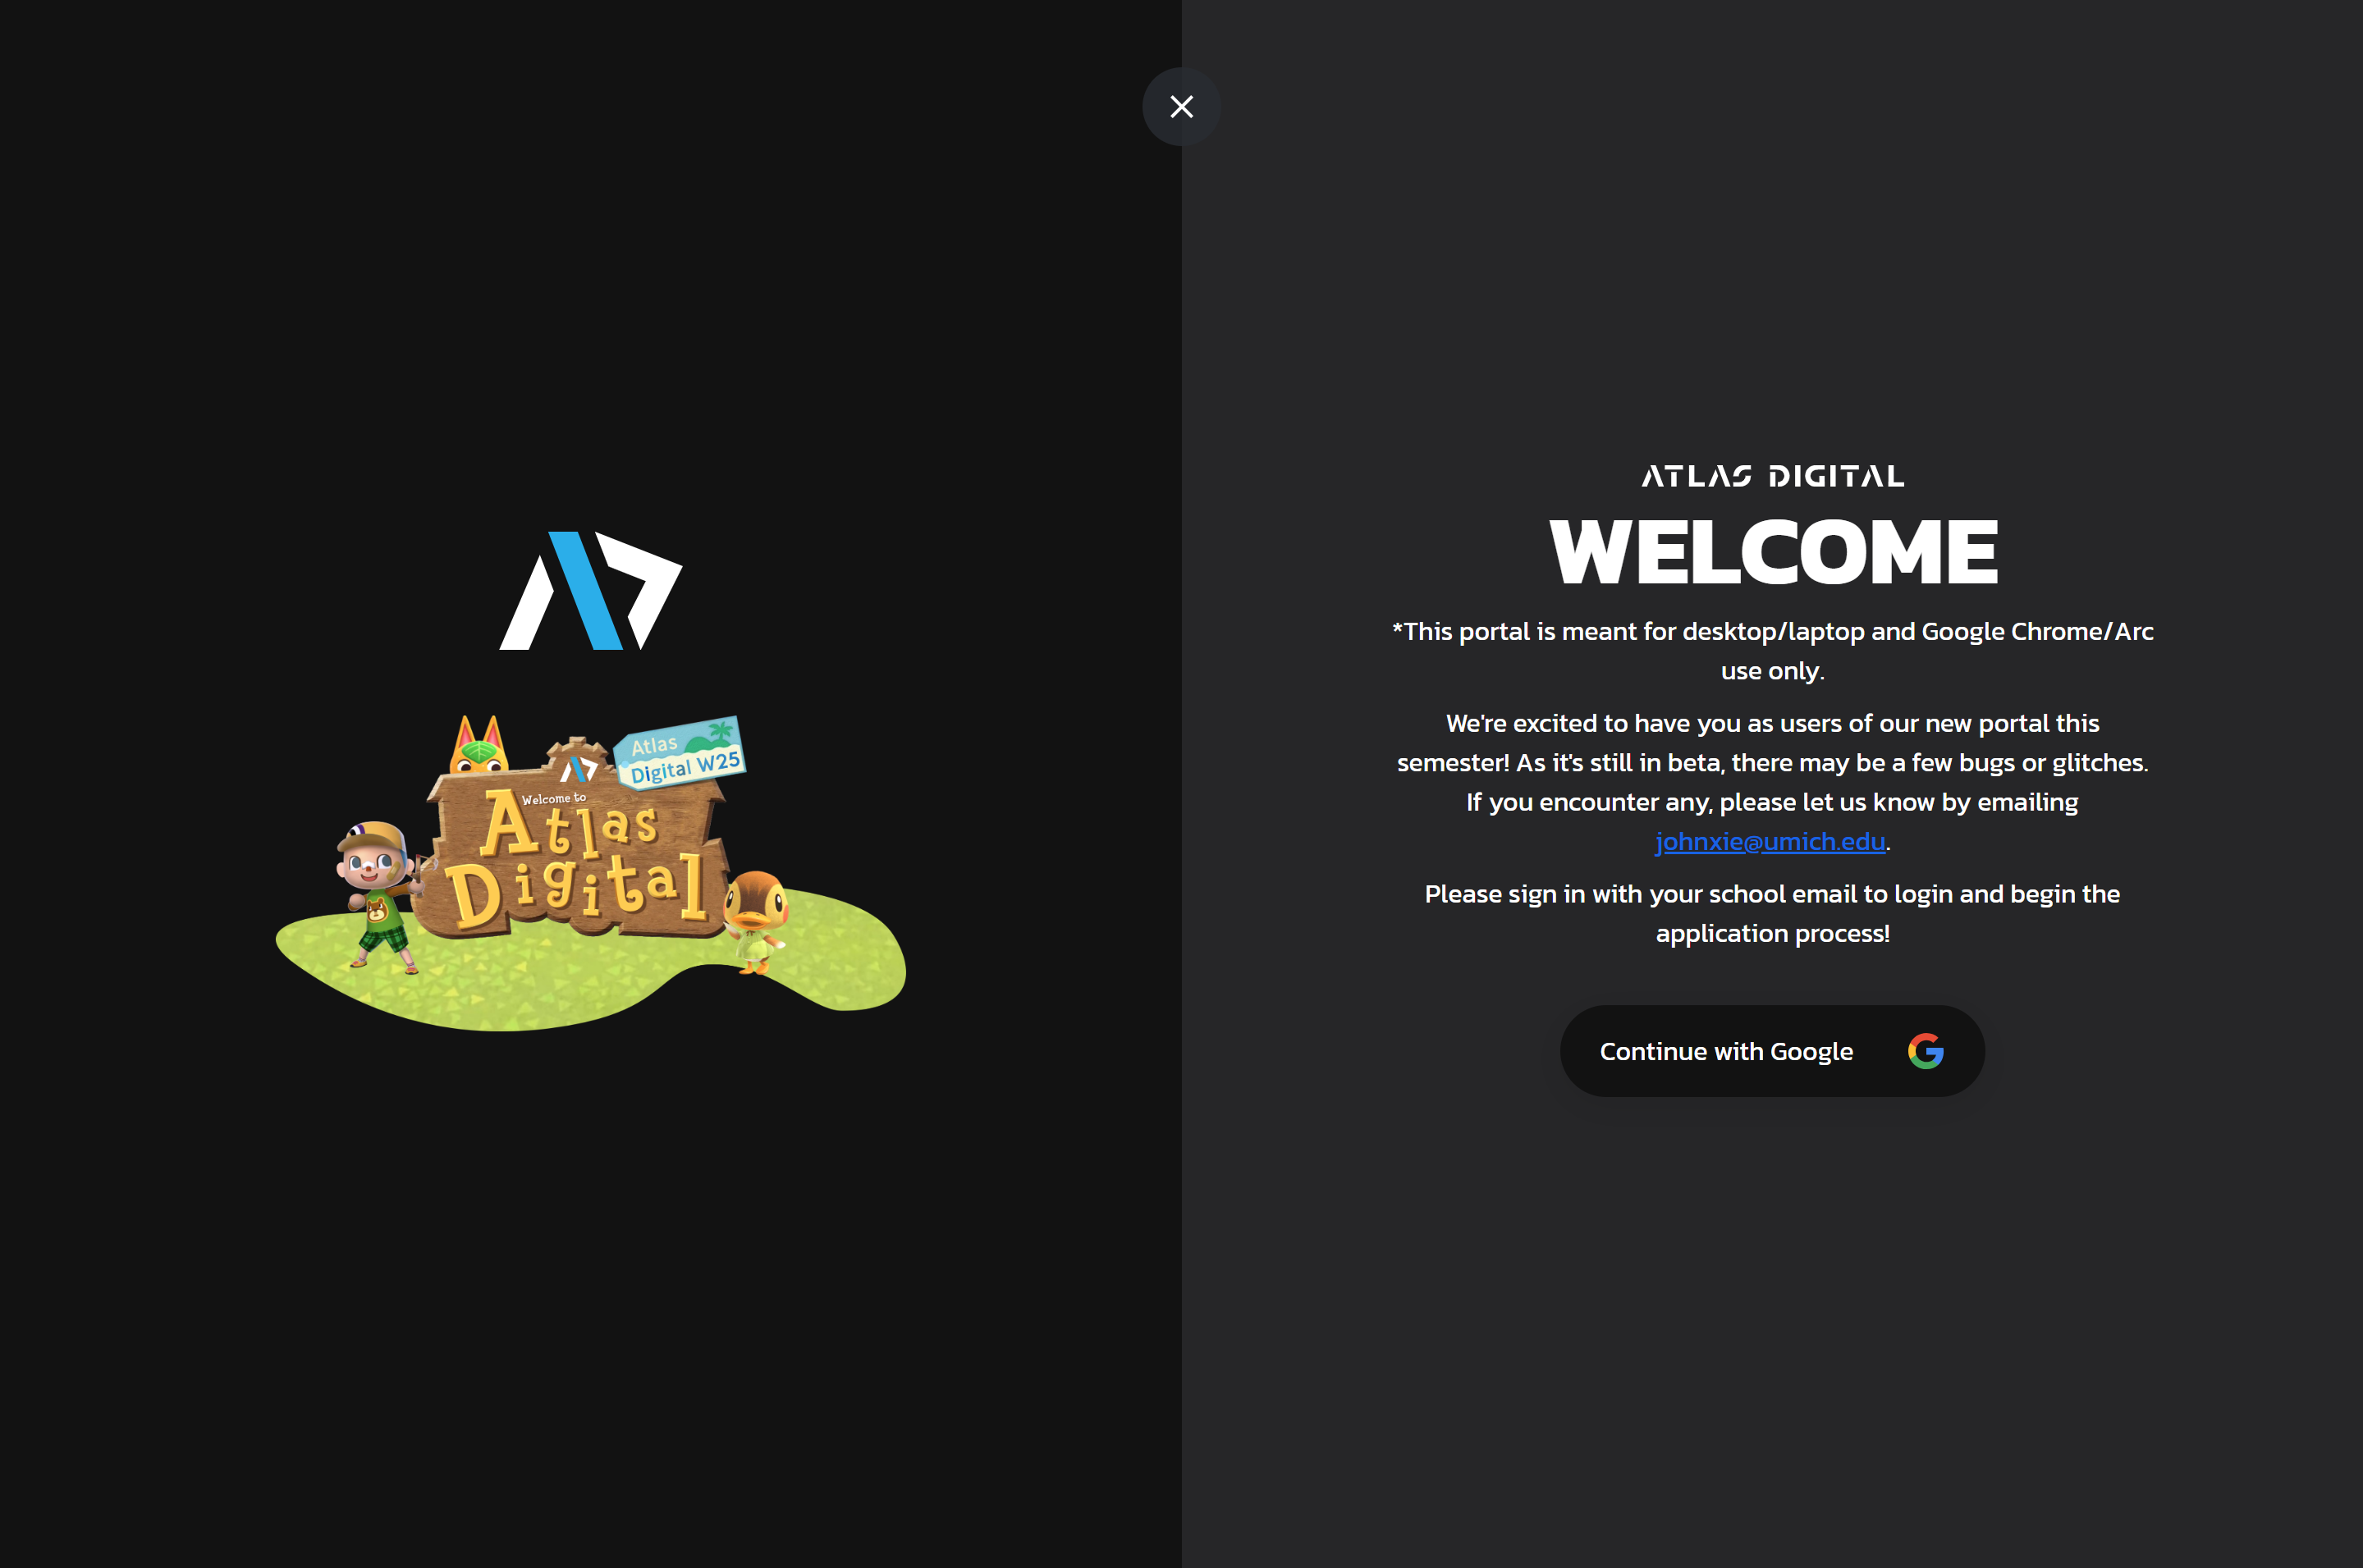 Atlas
Digital W25
Welcome to
Atlas
Digital
ATLAS DIGITAL
WELCOME
*This portal is meant for desktop/laptop and Google Chrome/Arc
use only.
We're excited to have you as users of our new portal this
semester! As it's still in beta, there may be a few bugs or glitches.
If you encounter any, please let us know by emailing
johnxie@umich.edu.
Please sign in with your school email to login and begin the
application process!
Continue with Google